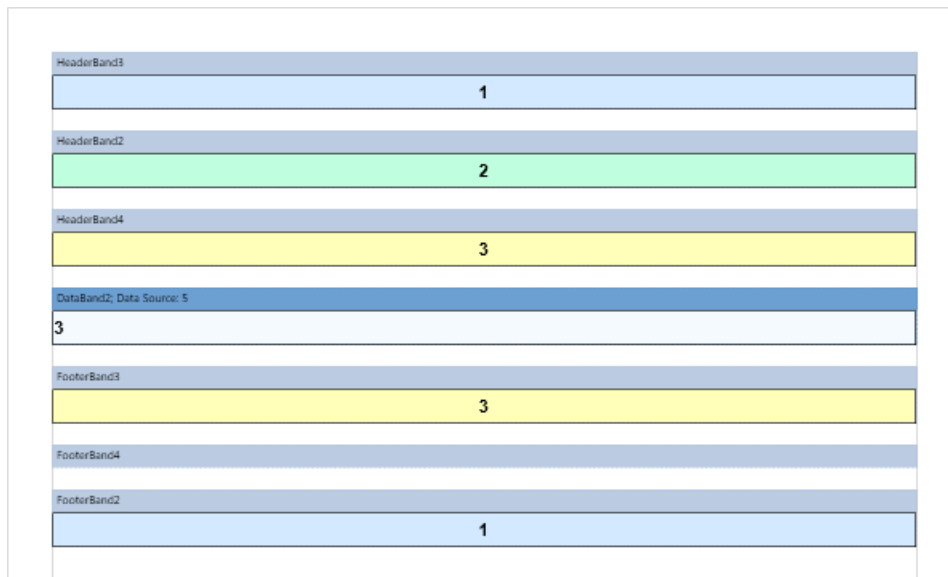 HeaderBand3
1
HeaderBand2
2
HeaderBand4
3
DataBand2; Data Source: 5
3
FooterBand3
3
FooterBand4
FooterBand2
1